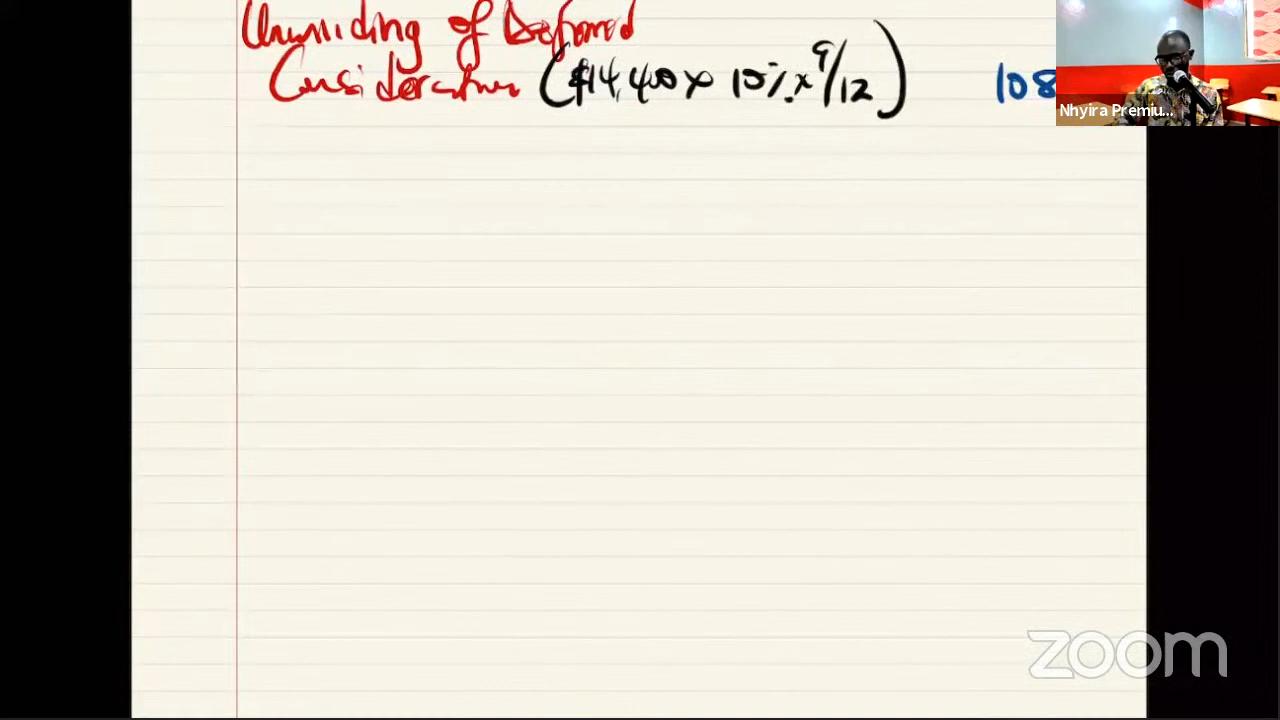 Unwinding of Deferred
Consideration ($14,400 x 10% x 9/12) 108
Nhyira Premiu...
zoom